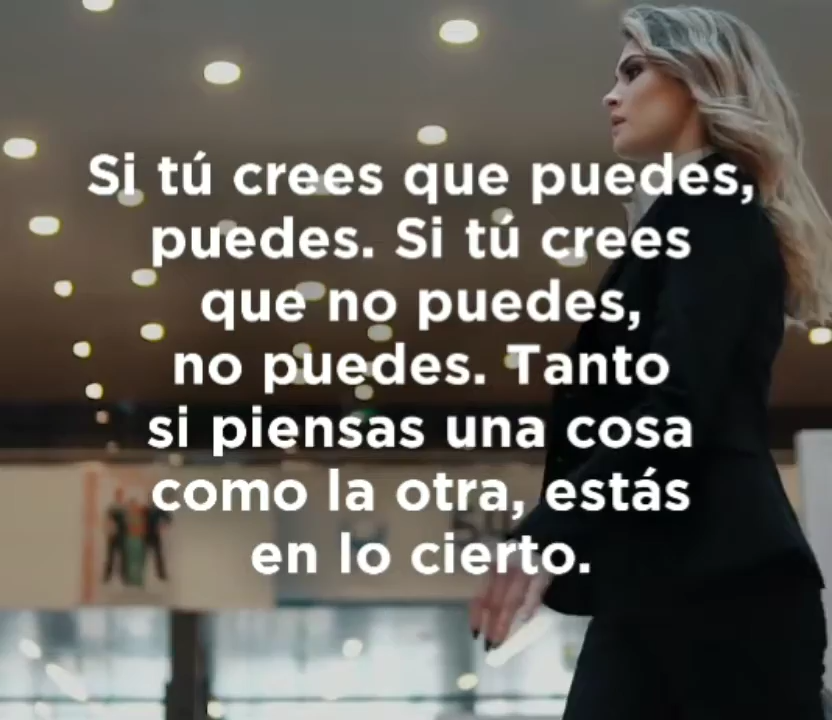 Si tú crees que puedes,
puedes. Si tú crees
que no puedes,
no puedes. Tanto
si piensas una cosa
como la otra, estás
en lo cierto.